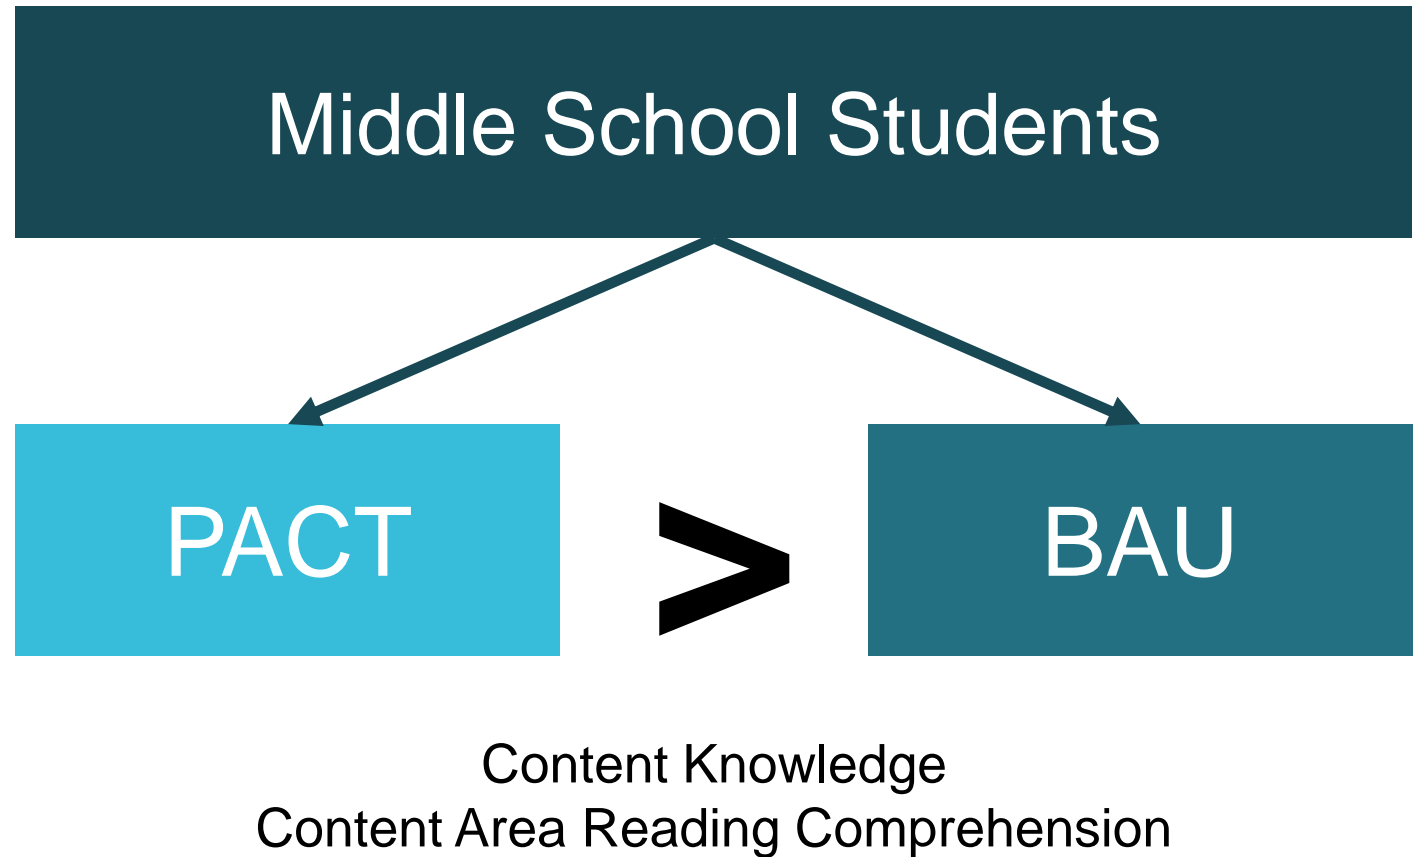 Middle School Students
PACT > BAU
Content Knowledge
Content Area Reading Comprehension